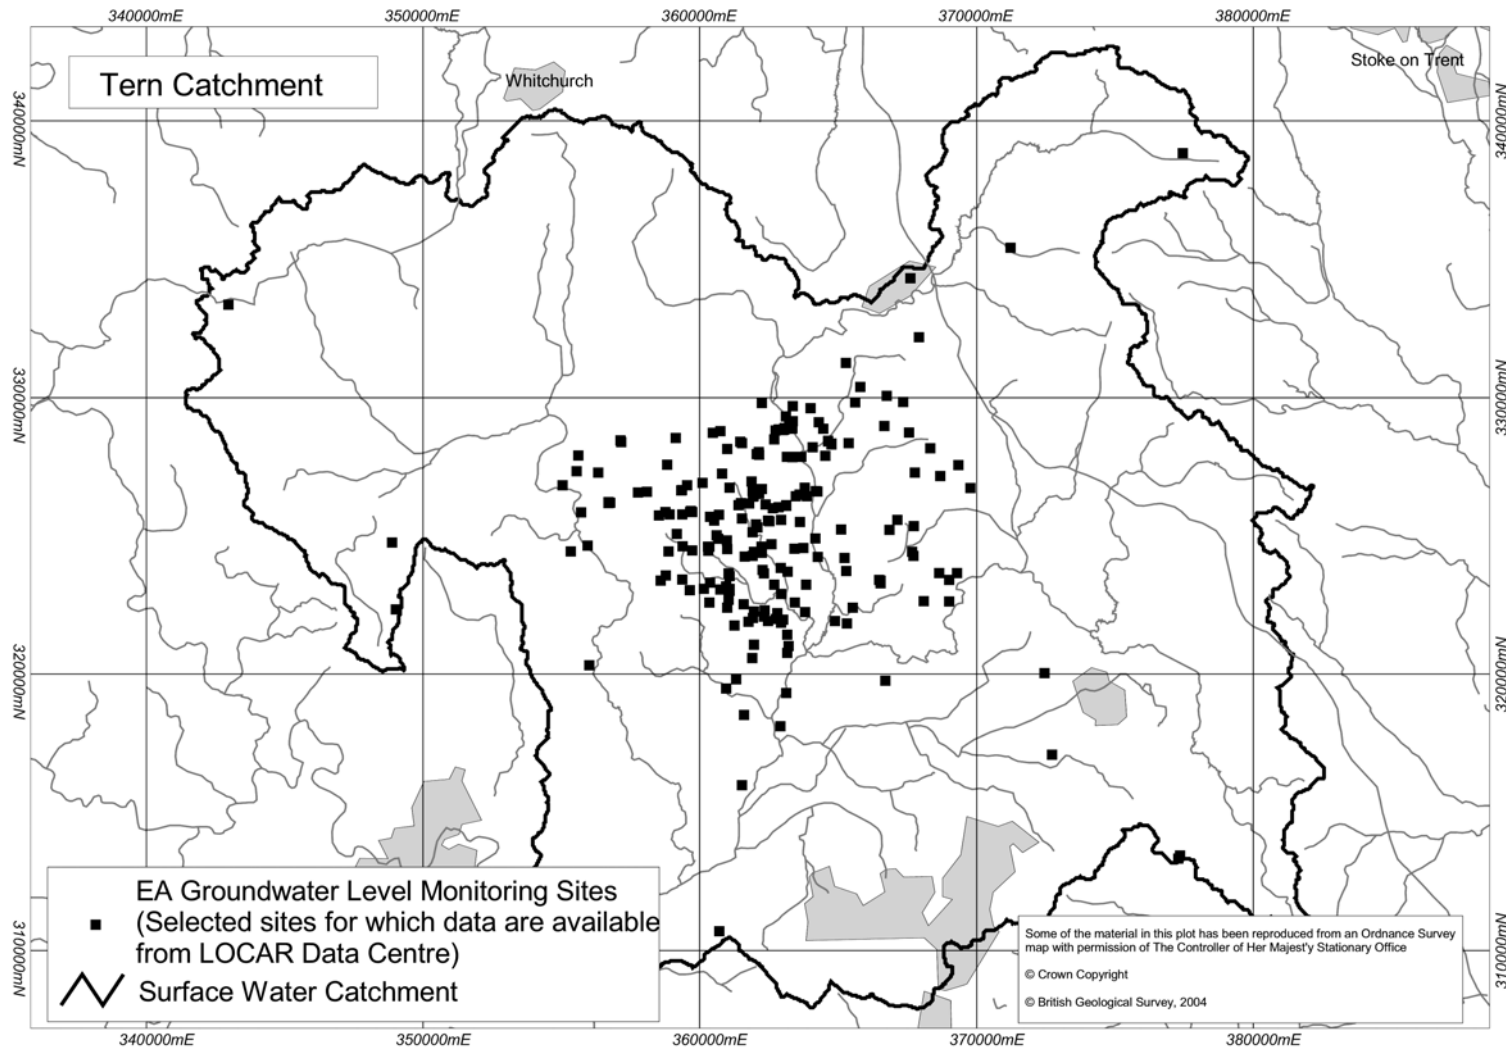 340000mE 350000mE 360000mE 370000mE 380000mE
Tern Catchment
Whitchurch
Stoke on Trent
340000mN 340000mN
330000mN 330000mN
320000mN 320000mN
310000mN 310000mN
EA Groundwater Level Monitoring Sites
(Selected sites for which data are available
from LOCAR Data Centre)
Surface Water Catchment
Some of the material in this plot has been reproduced from an Ordnance Survey
map with permission of The Controller of Her Majest'y Stationary Office
© Crown Copyright
© British Geological Survey, 2004
340000mE 350000mE 360000mE 370000mE 380000mE